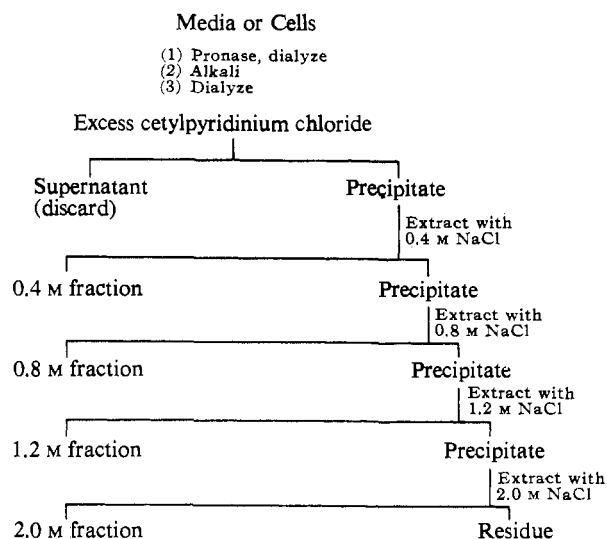 Media or Cells
(1) Pronase, dialyze
(2) Alkali
(3) Dialyze
Excess cetylpyridinium chloride
Supernatant
(discard)
Precipitate
Extract with
0.4 M NaCl
0.4 M fraction
Precipitate
Extract with
0.8 M NaCl
0.8 M fraction
Precipitate
Extract with
1.2 M NaCl
1.2 M fraction
Precipitate
Extract with
2.0 M NaCl
2.0 M fraction
Residue